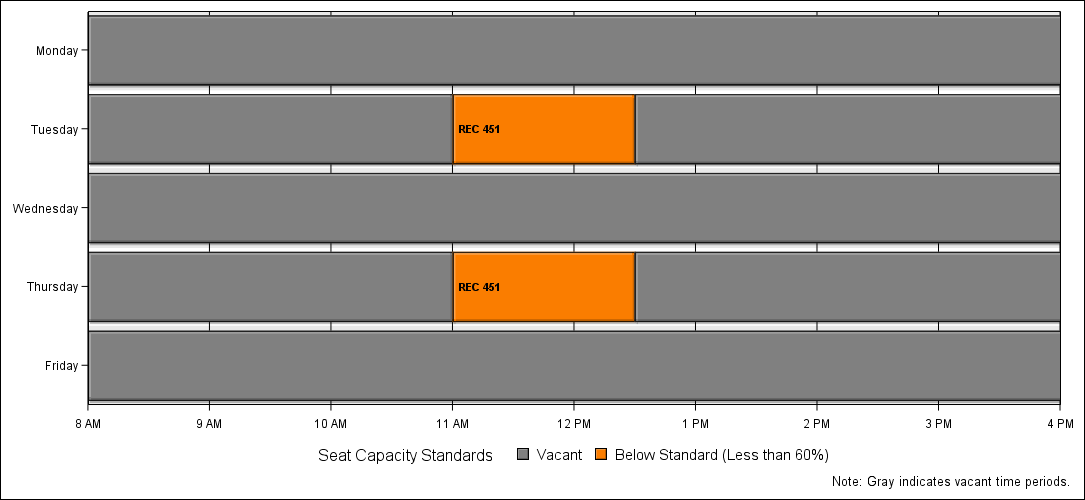 Monday
Tuesday
REC 451
Wednesday
Thursday
REC 451
Friday
8 AM 9 AM 10 AM 11 AM 12 PM 1 PM 2 PM 3 PM 4 PM
Seat Capacity Standards Vacant Below Standard (Less than 60%)
Note: Gray indicates vacant time periods.